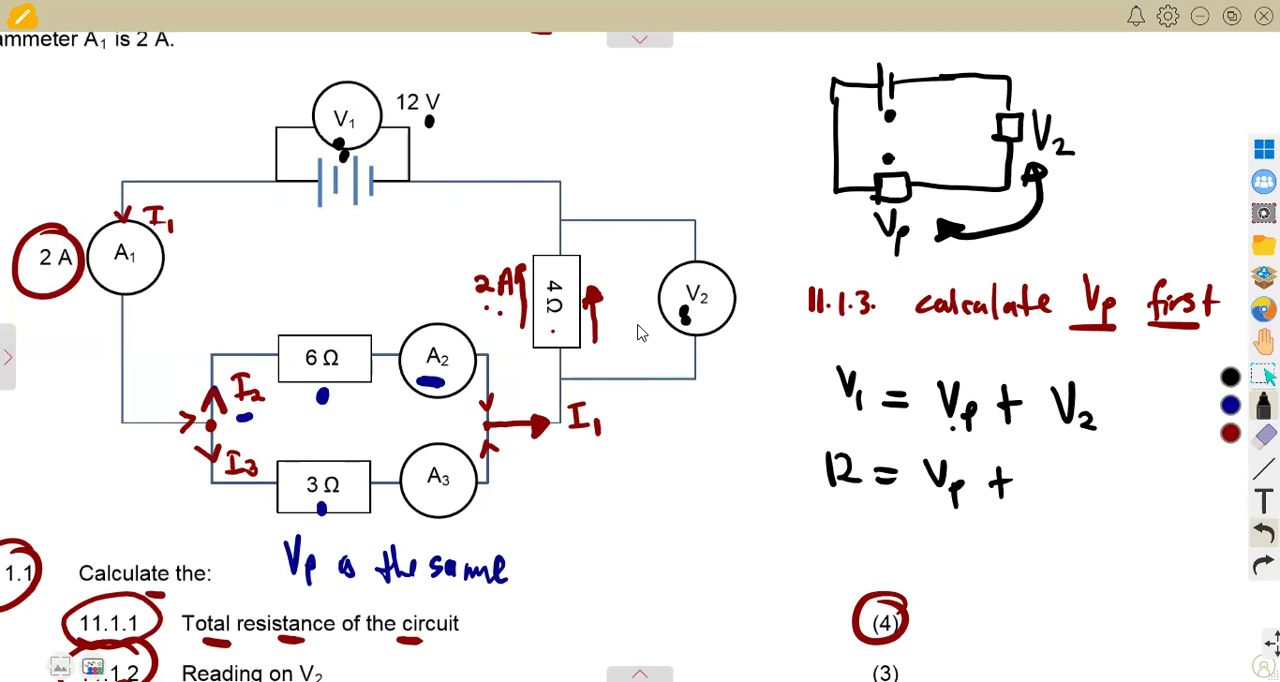 ammeter A₁ is 2 A.
V₁
12 V
V₂
I₁
2 A
A₁
Vp
2A
4 Ω
V₂
11.1.3. calculate Vp first
6 Ω
A₂
I₂
V₁ = Vp + V₂
I₁
I₃
3 Ω
A₃
12 = Vp +
Vp is the same
1.1
Calculate the:
11.1.1 Total resistance of the circuit (4)
1.2 Reading on V₂ (3)
T